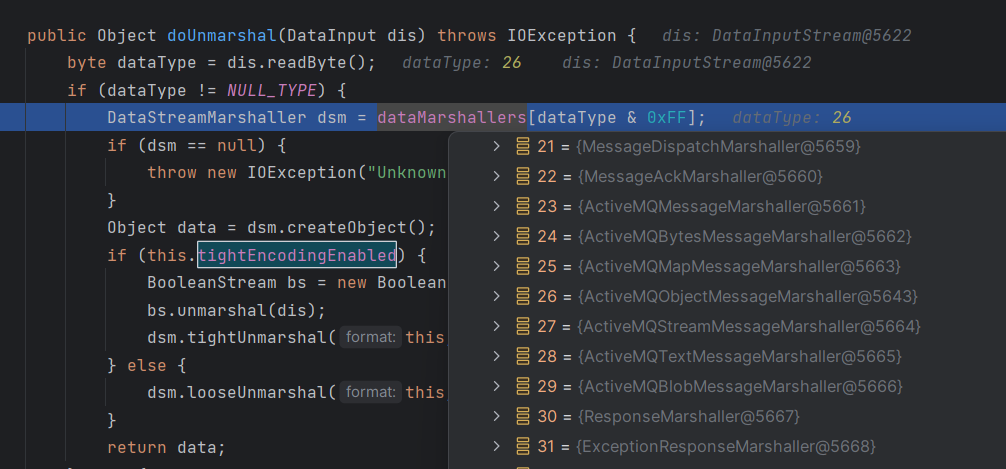 public Object doUnmarshal(DataInput dis) throws IOException {   dis: DataInputStream@5622
    byte dataType = dis.readByte();   dataType: 26    dis: DataInputStream@5622
    if (dataType != NULL_TYPE) {
        DataStreamMarshaller dsm = dataMarshallers[dataType & 0xFF];   dataType: 26
        if (dsm == null) {
            throw new IOException("Unknown
        }
        Object data = dsm.createObject();
        if (this.tightEncodingEnabled) {
            BooleanStream bs = new Boolean
            bs.unmarshal(dis);
            dsm.tightUnmarshal( format: this
        } else {
            dsm.looseUnmarshal( format: this
        }
        return data;
21 = {MessageDispatchMarshaller@5659}
22 = {MessageAckMarshaller@5660}
23 = {ActiveMQMessageMarshaller@5661}
24 = {ActiveMQBytesMessageMarshaller@5662}
25 = {ActiveMQMapMessageMarshaller@5663}
26 = {ActiveMQObjectMessageMarshaller@5643}
27 = {ActiveMQStreamMessageMarshaller@5664}
28 = {ActiveMQTextMessageMarshaller@5665}
29 = {ActiveMQBlobMessageMarshaller@5666}
30 = {ResponseMarshaller@5667}
31 = {ExceptionResponseMarshaller@5668}